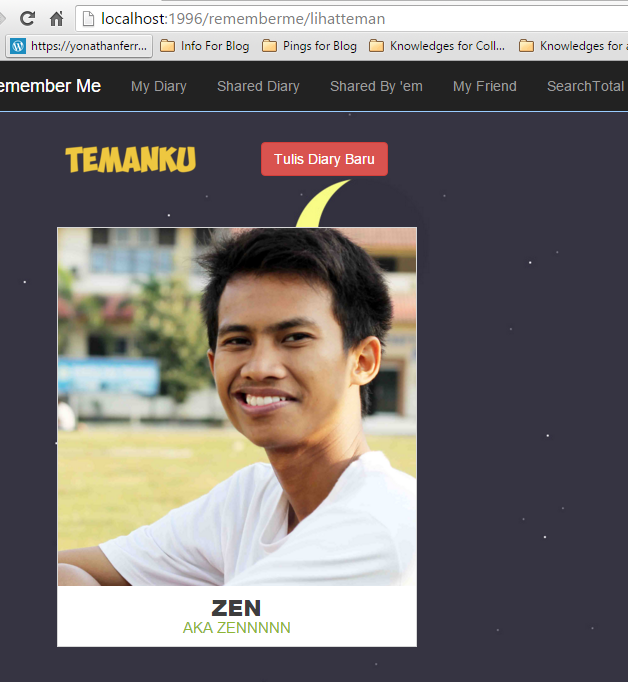 localhost:1996/rememberme/lihatteman
https://yonathanferr... Info For Blog Pings for Blog Knowledges for Coll... Knowledges for
emember Me My Diary Shared Diary Shared By 'em My Friend SearchTotal
TEMANKU
Tulis Diary Baru
ZEN
AKA ZENNNNN